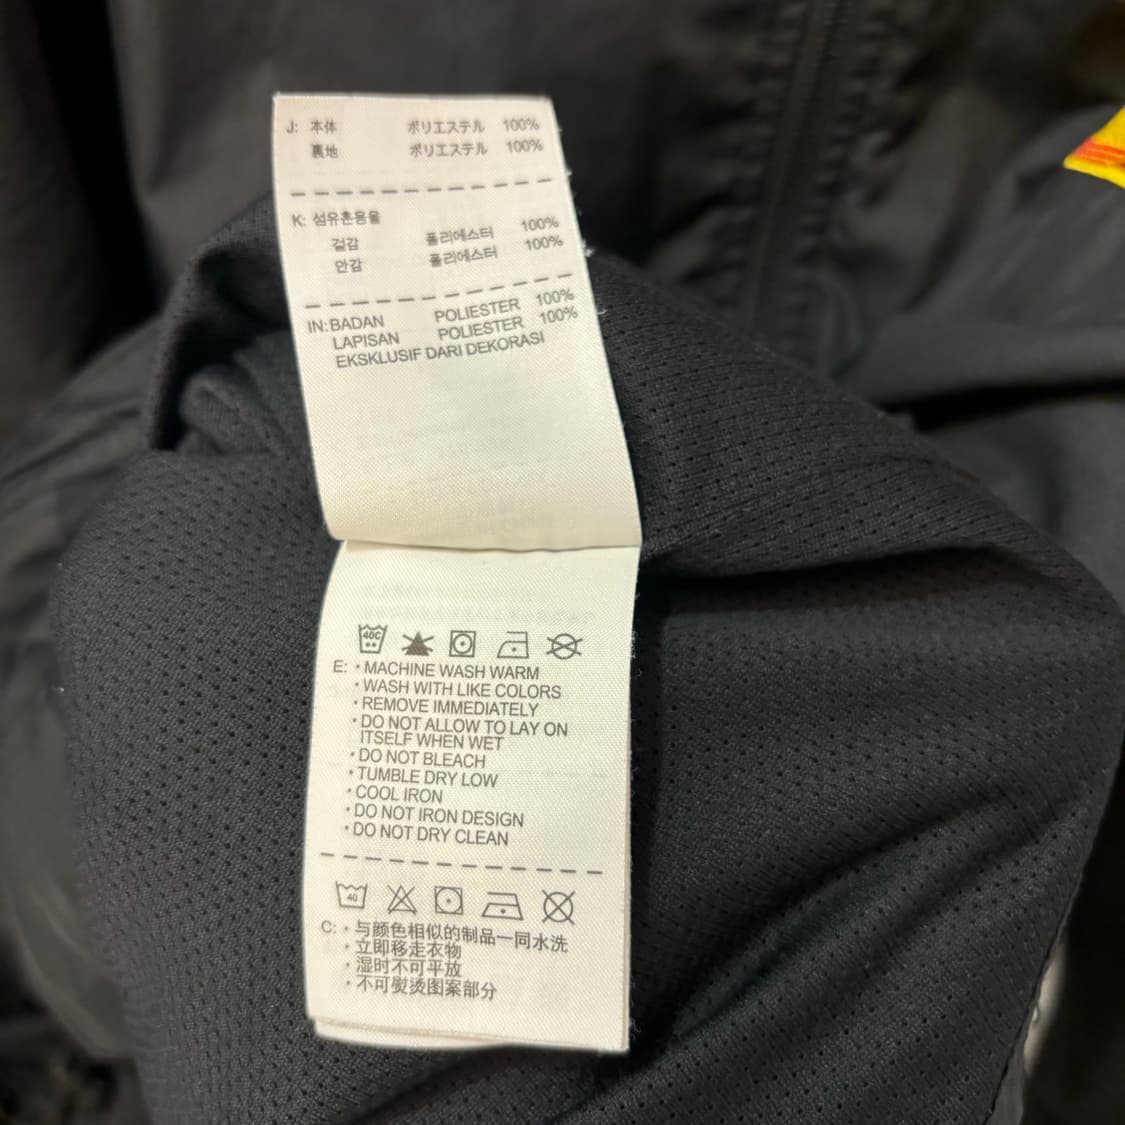 J: 本体 ポリエステル 100%
裏地 ポリエステル 100%
K: 섬유혼용율
겉감 폴리에스터 100%
안감 폴리에스터 100%
IN: BADAN POLIESTER 100%
LAPISAN POLIESTER 100%
EKSKLUSIF DARI DEKORASI
40C
E: • MACHINE WASH WARM
• WASH WITH LIKE COLORS
• REMOVE IMMEDIATELY
• DO NOT ALLOW TO LAY ON
ITSELF WHEN WET
• DO NOT BLEACH
• TUMBLE DRY LOW
• COOL IRON
• DO NOT IRON DESIGN
• DO NOT DRY CLEAN
40
C: • 与颜色相似的制品一同水洗
• 立即移走衣物
• 湿时不可平放
• 不可熨烫图案部分